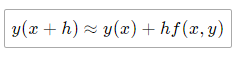 y(x + h) ≈ y(x) + hf(x, y)